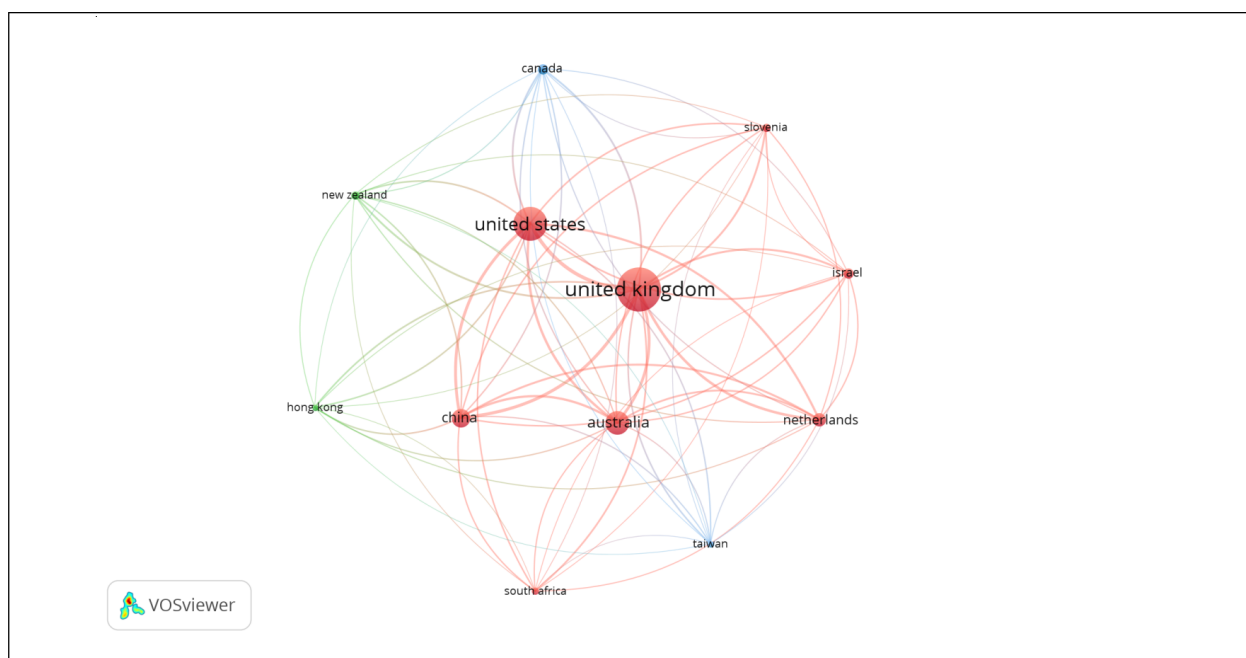 canada
slovenia
new zealand
united states
israel
united kingdom
hong kong
china
australia
netherlands
taiwan
south africa
VOSviewer